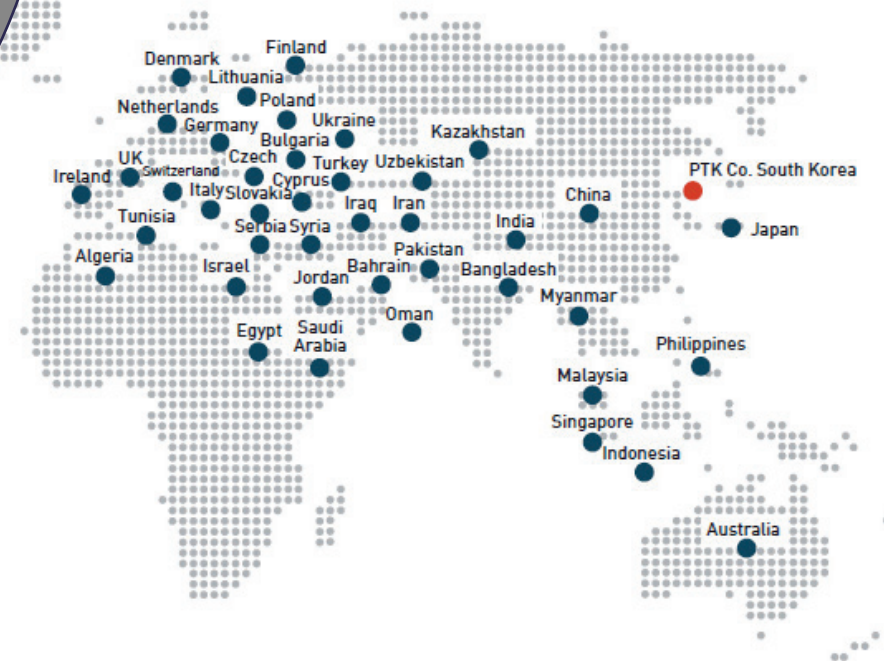 Finland
Denmark
Lithuania
Poland
Netherlands
Ukraine
Germany
Kazakhstan
Bulgaria
UK
Czech
Turkey
Uzbekistan
Switzerland
PTK Co. South Korea
Ireland
Cyprus
Italy
Slovakia
China
Iraq
Iran
Tunisia
India
Serbia
Syria
Japan
Algeria
Pakistan
Israel
Bahrain
Bangladesh
Jordan
Myanmar
Oman
Egypt
Saudi
Arabia
Philippines
Malaysia
Singapore
Indonesia
Australia